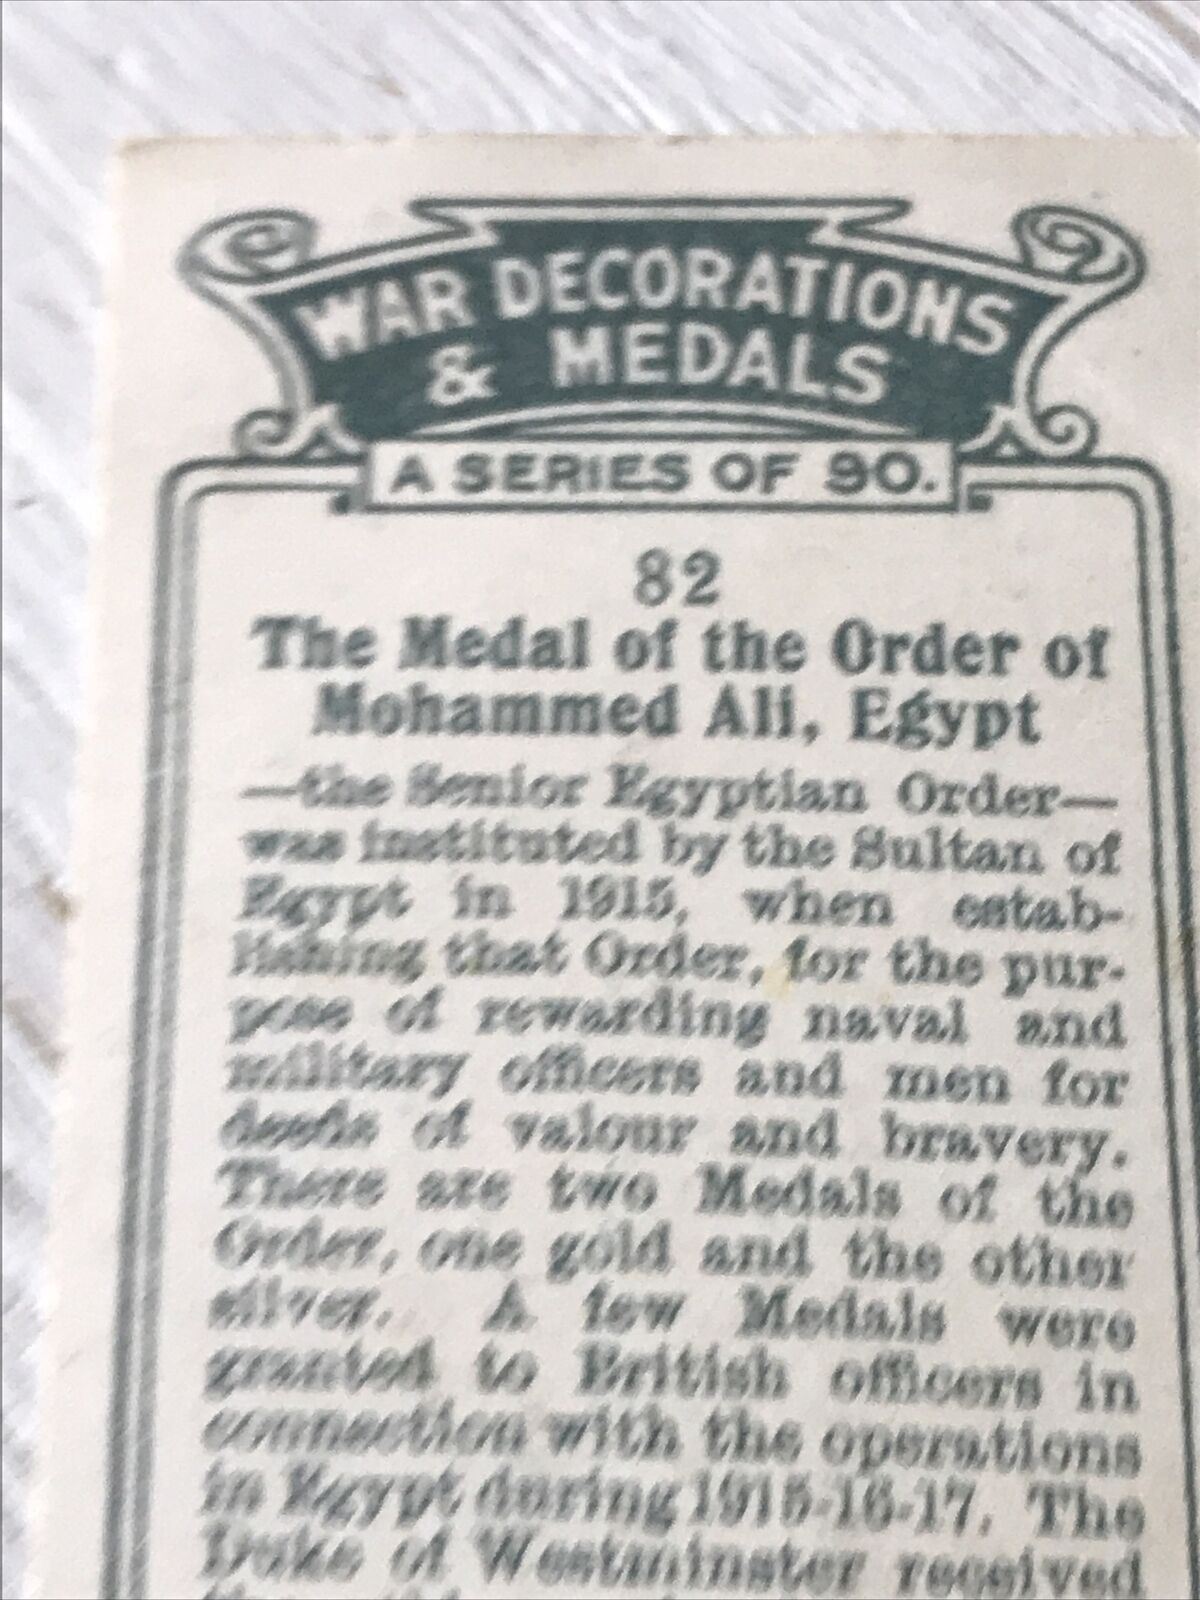 WAR DECORATIONS
& MEDALS
A SERIES OF 90.
82
The Medal of the Order of
Mohammed Ali, Egypt
—the Senior Egyptian Order—
was instituted by the Sultan of
Egypt in 1915, when estab-
lishing that Order, for the pur-
pose of rewarding naval and
military officers and men for
deeds of valour and bravery.
There are two Medals of the
Order, one gold and the other
silver. A few Medals were
granted to British officers in
connection with the operations
in Egypt during 1915-16-17. The
Duke of Westminster received